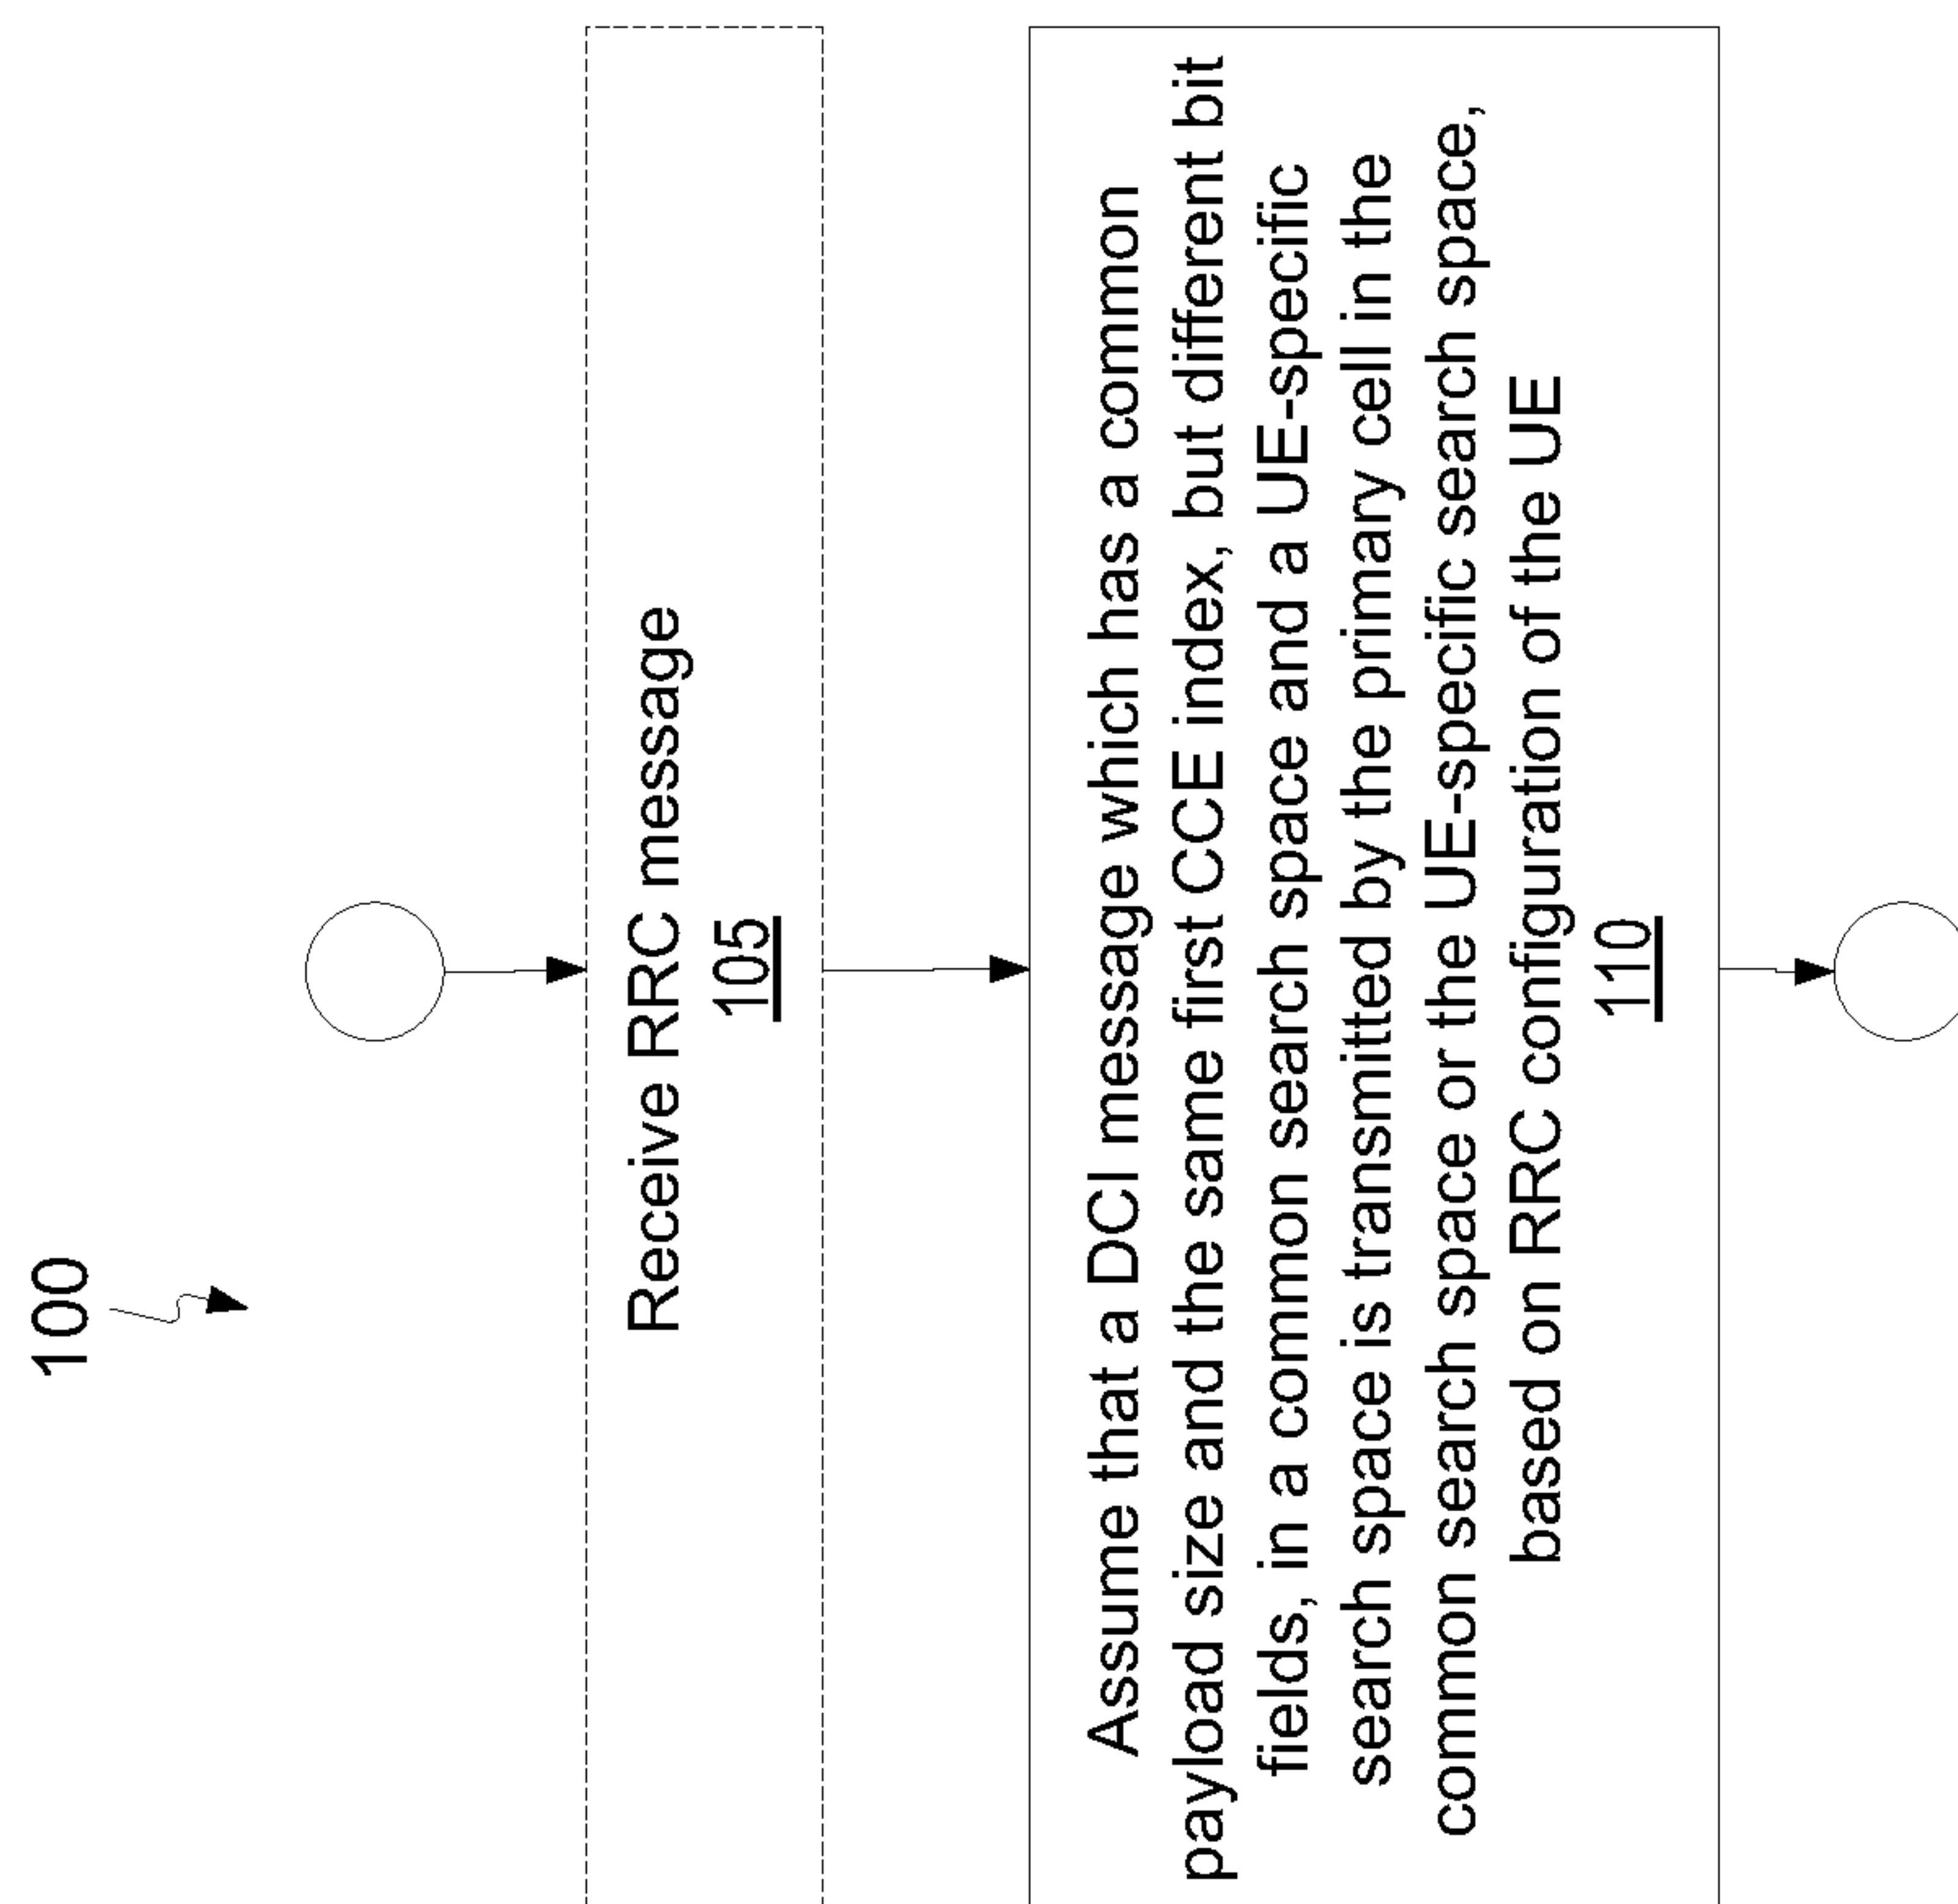 100
Receive RRC message
105
Assume that a DCI message which has a common
payload size and the same first CCE index, but different bit
fields, in a common search space and a UE-specific
search space is transmitted by the primary cell in the
common search space or the UE-specific search space,
based on RRC configuration of the UE
110